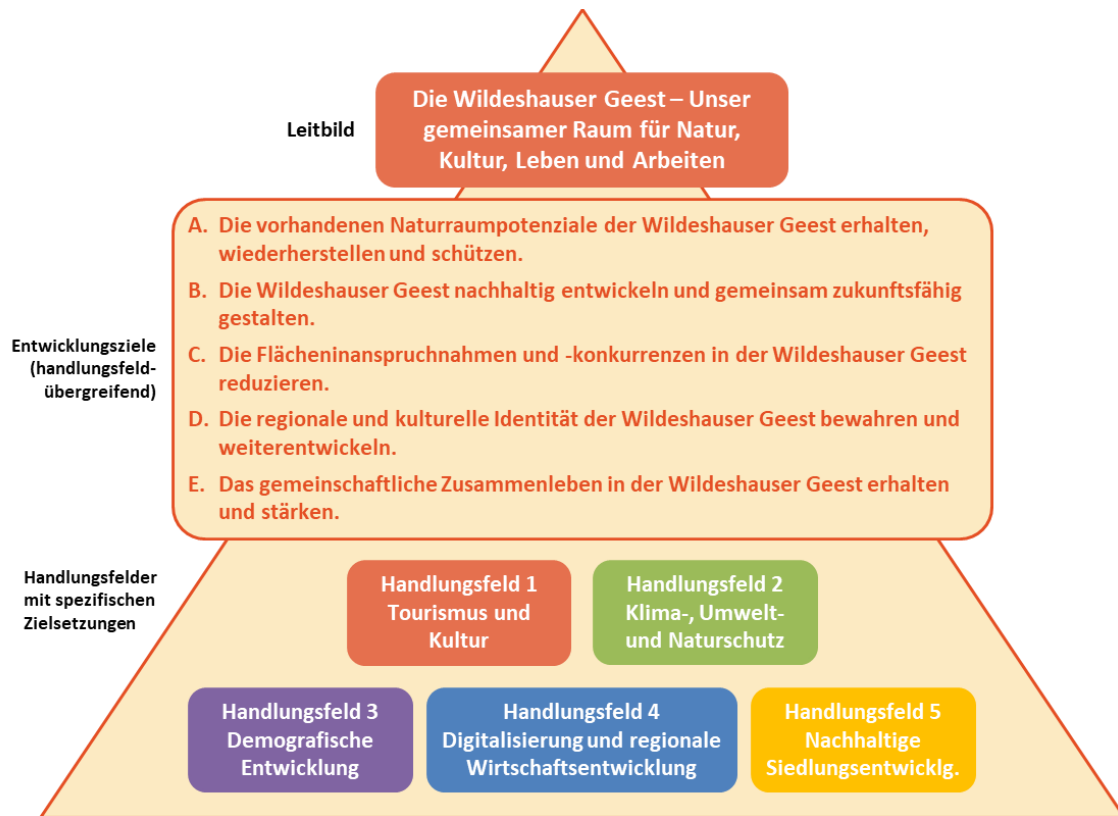 Leitbild
Die Wildeshauser Geest – Unser
gemeinsamer Raum für Natur,
Kultur, Leben und Arbeiten
Entwicklungsziele
(handlungsfeld-
übergreifend)
A. Die vorhandenen Naturraumpotenziale der Wildeshauser Geest erhalten,
wiederherstellen und schützen.
B. Die Wildeshauser Geest nachhaltig entwickeln und gemeinsam zukunftsfähig
gestalten.
C. Die Flächeninanspruchnahmen und -konkurrenzen in der Wildeshauser Geest
reduzieren.
D. Die regionale und kulturelle Identität der Wildeshauser Geest bewahren und
weiterentwickeln.
E. Das gemeinschaftliche Zusammenleben in der Wildeshauser Geest erhalten
und stärken.
Handlungsfelder
mit spezifischen
Zielsetzungen
Handlungsfeld 1
Tourismus und
Kultur
Handlungsfeld 2
Klima-, Umwelt-
und Naturschutz
Handlungsfeld 3
Demografische
Entwicklung
Handlungsfeld 4
Digitalisierung und regionale
Wirtschaftsentwicklung
Handlungsfeld 5
Nachhaltige
Siedlungsentwicklg.